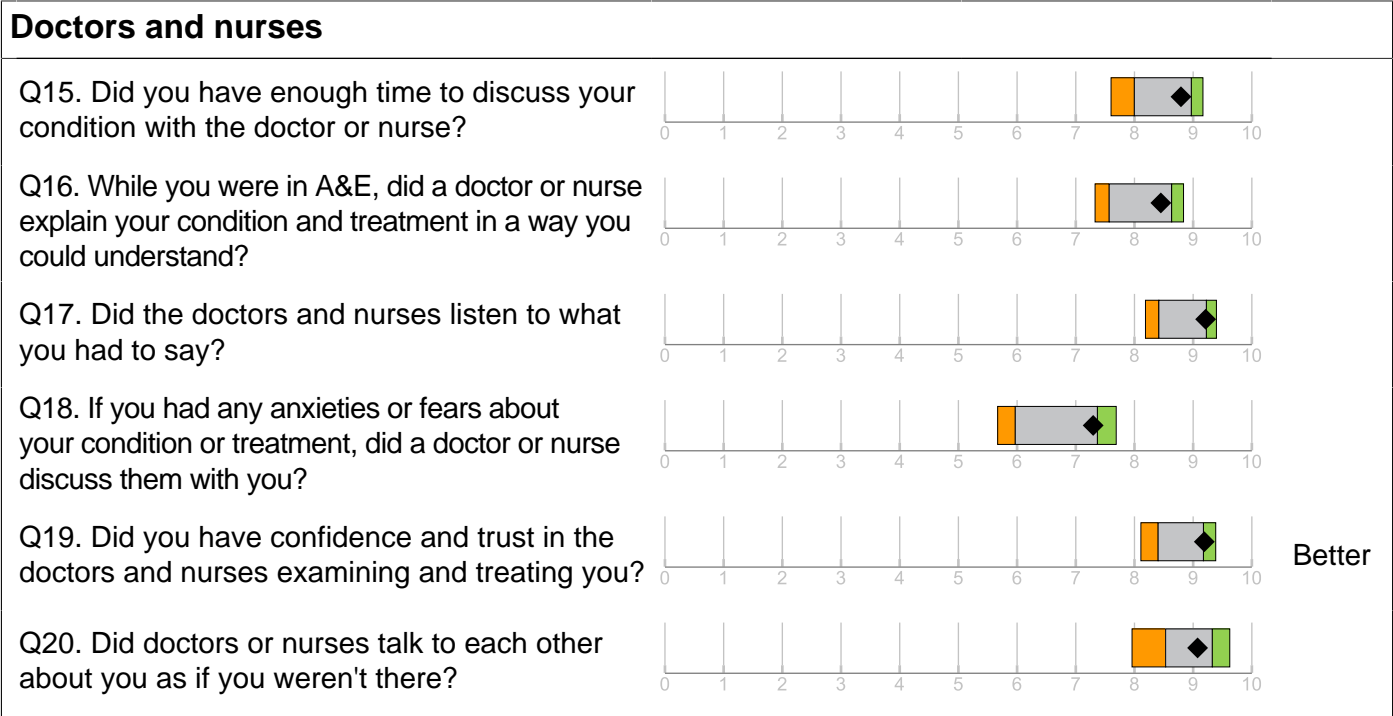 Doctors and nurses
Q15. Did you have enough time to discuss your
condition with the doctor or nurse?
0 1 2 3 4 5 6 7 8 9 10
Q16. While you were in A&E, did a doctor or nurse
explain your condition and treatment in a way you
could understand?
0 1 2 3 4 5 6 7 8 9 10
Q17. Did the doctors and nurses listen to what
you had to say?
0 1 2 3 4 5 6 7 8 9 10
Q18. If you had any anxieties or fears about
your condition or treatment, did a doctor or nurse
discuss them with you?
0 1 2 3 4 5 6 7 8 9 10
Q19. Did you have confidence and trust in the
doctors and nurses examining and treating you?
0 1 2 3 4 5 6 7 8 9 10
Better
Q20. Did doctors or nurses talk to each other
about you as if you weren't there?
0 1 2 3 4 5 6 7 8 9 10